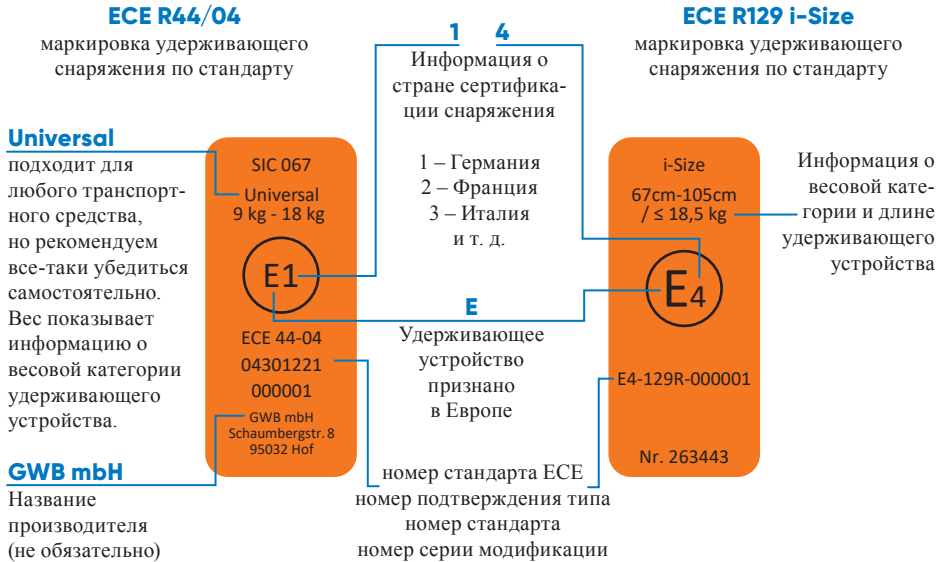 ECE R44/04
маркировка удерживающего
снаряжения по стандарту
Universal
подходит для
любого транспорт-
ного средства,
но рекомендуем
все-таки убедиться
самостоятельно.
Вес показывает
информацию о
весовой категории
удерживающего
устройства.
GWB mbH
Название
производителя
(не обязательно)
SIC 067
Universal
9 kg - 18 kg
E1
ECE 44-04
04301221
000001
GWB mbH
Schaumbergstr. 8
95032 Hof
1 4
Информация о
стране сертифика-
ции снаряжения
1 – Германия
2 – Франция
3 – Италия
и т. д.
E
Удерживающее
устройство
признано
в Европе
номер стандарта ECE
номер подтверждения типа
номер стандарта
номер серии модификации
ECE R129 i-Size
маркировка удерживающего
снаряжения по стандарту
i-Size
67cm-105cm
/ ≤ 18,5 kg
E4
E4-129R-000001
Nr. 263443
Информация о
весовой кате-
гории и длине
удерживающего
устройства